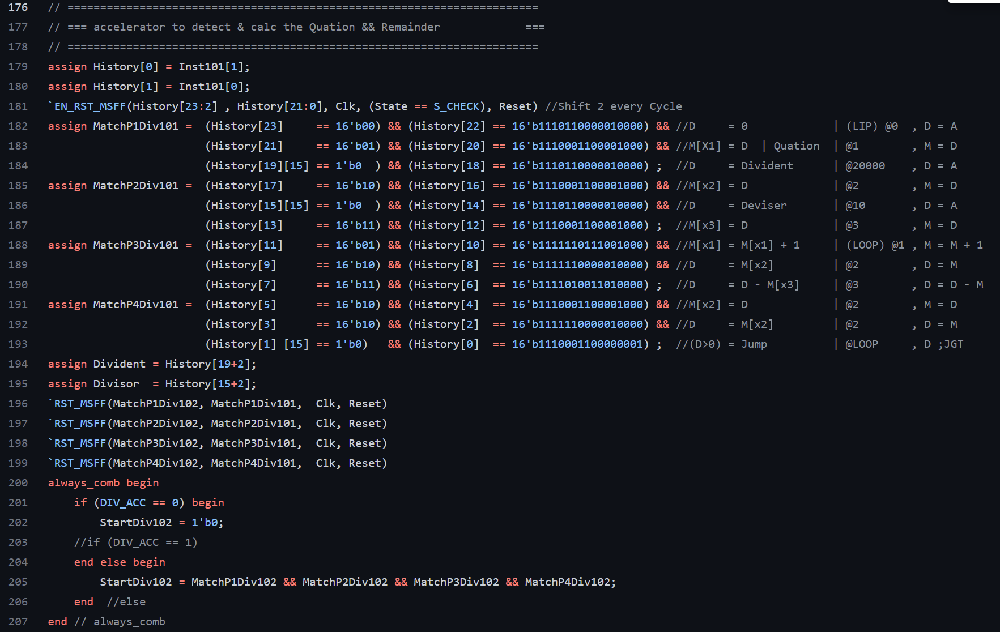 176 // ========================================================================
177 // === accelerator to detect & calc the Quation && Remainder             ===
178 // ========================================================================
179 assign History[0] = Inst101[1];
180 assign History[1] = Inst101[0];
181 `EN_RST_MSFF(History[23:2] , History[21:0], Clk, (State == S_CHECK), Reset) //Shift 2 every Cycle
182 assign MatchP1Div101 =  (History[23]     == 16'b00) && (History[22] == 16'b1110110000010000) && //D     = 0             | (LIP) @0  , D = A
183                         (History[21]     == 16'b01) && (History[20] == 16'b1110001100001000) && //M[X1] = D  | Quation  | @1        , M = D
184                         (History[19][15] == 1'b0  ) && (History[18] == 16'b1110110000010000) ;  //D     = Divident      | @20000    , D = A
185 assign MatchP2Div101 =  (History[17]     == 16'b10) && (History[16] == 16'b1110001100001000) && //M[x2] = D             | @2        , M = D
186                         (History[15][15] == 1'b0  ) && (History[14] == 16'b1110110000010000) && //D     = Deviser       | @10       , D = A
187                         (History[13]     == 16'b11) && (History[12] == 16'b1110001100001000) ;  //M[x3] = D             | @3        , M = D
188 assign MatchP3Div101 =  (History[11]     == 16'b01) && (History[10] == 16'b1111110111001000) && //M[x1] = M[x1] + 1     | (LOOP) @1 , M = M + 1
189                         (History[9]      == 16'b10) && (History[8]  == 16'b1111110000010000) && //D     = M[x2]         | @2        , D = M
190                         (History[7]      == 16'b11) && (History[6]  == 16'b1111010011010000) ;  //D     = D - M[x3]     | @3        , D = D - M
191 assign MatchP4Div101 =  (History[5]      == 16'b10) && (History[4]  == 16'b1110001100001000) && //M[x2] = D             | @2        , M = D
192                         (History[3]      == 16'b10) && (History[2]  == 16'b1111110000010000) && //D     = M[x2]         | @2        , D = M
193                         (History[1] [15] == 1'b0)   && (History[0]  == 16'b1110001100000001) ;  //(D>0) = Jump          | @LOOP     , D ;JGT
194 assign Divident = History[19+2];
195 assign Divisor  = History[15+2];
196 `RST_MSFF(MatchP1Div102, MatchP1Div101,  Clk, Reset)
197 `RST_MSFF(MatchP2Div102, MatchP2Div101,  Clk, Reset)
198 `RST_MSFF(MatchP3Div102, MatchP3Div101,  Clk, Reset)
199 `RST_MSFF(MatchP4Div102, MatchP4Div101,  Clk, Reset)
200 always_comb begin
201     if (DIV_ACC == 0) begin
202         StartDiv102 = 1'b0;
203     //if (DIV_ACC == 1)
204     end else begin
205         StartDiv102 = MatchP1Div102 && MatchP2Div102 && MatchP3Div102 && MatchP4Div102;
206     end  //else
207 end // always_comb